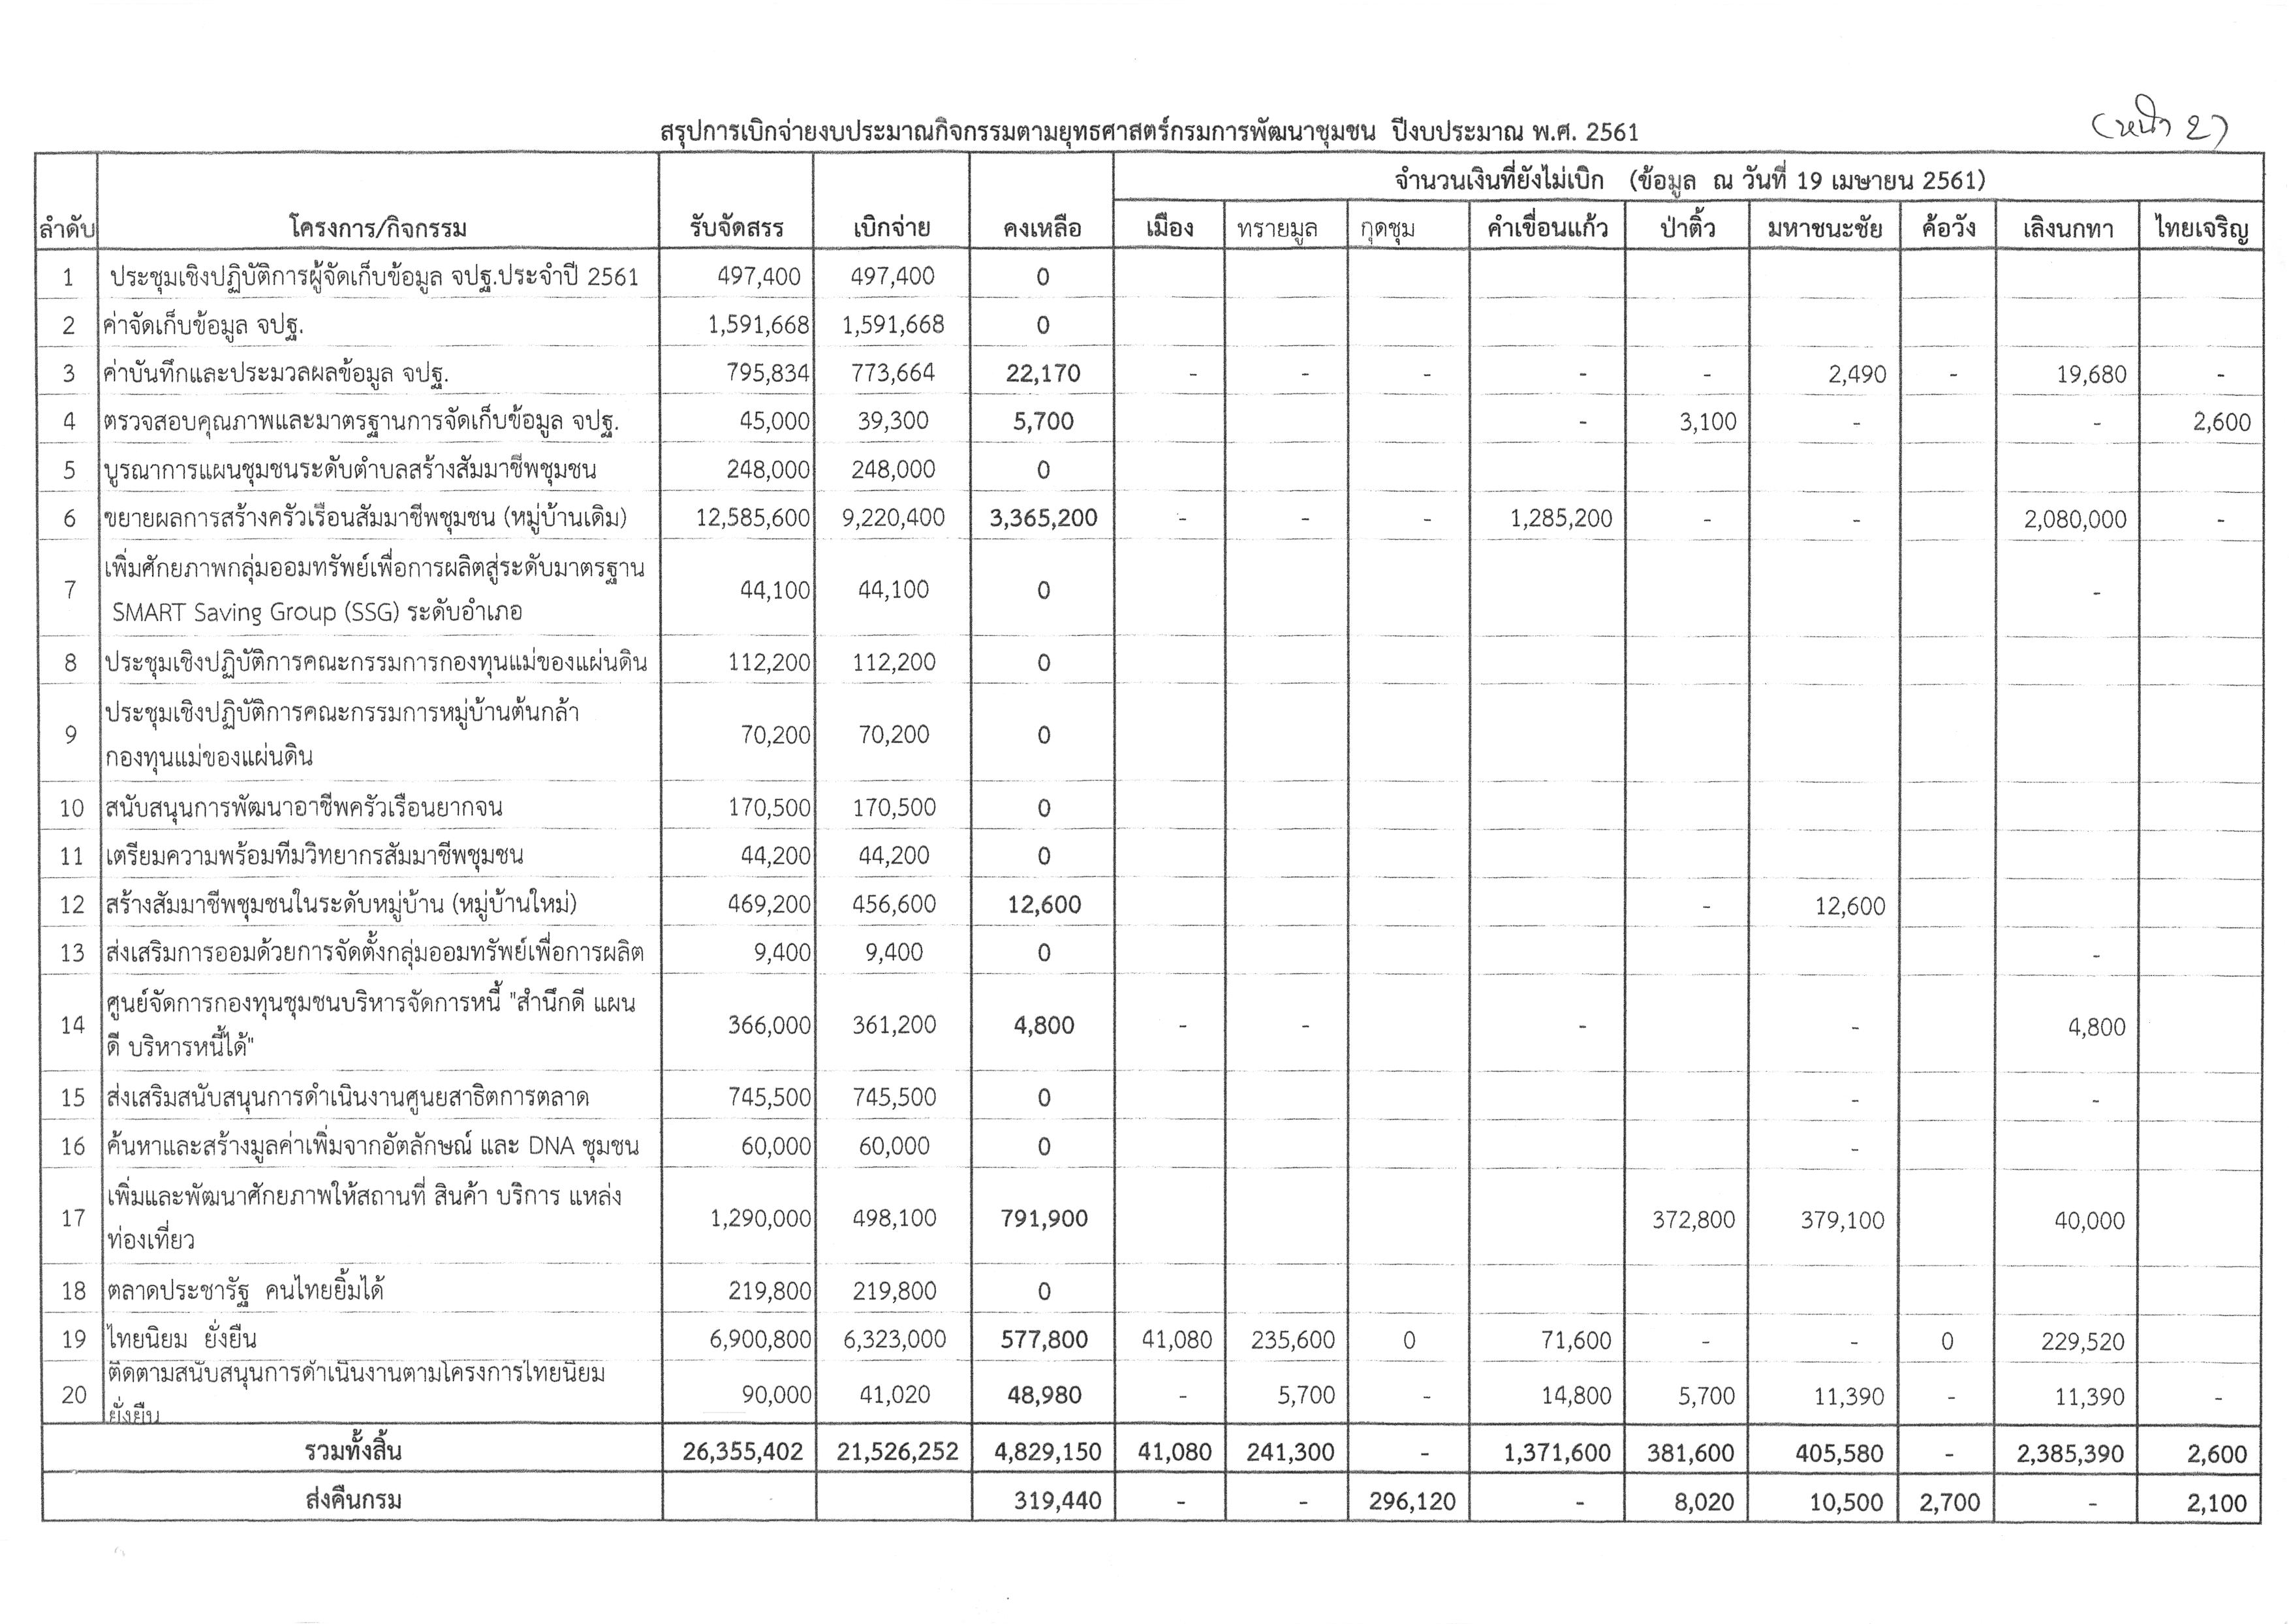 (หน้า 2)
สรุปการเบิกจ่ายงบประมาณกิจกรรมตามยุทธศาสตร์กรมการพัฒนาชุมชน ปีงบประมาณ พ.ศ. 2561
จำนวนเงินที่ยังไม่เบิก (ข้อมูล ณ วันที่ 19 เมษายน 2561)
ลำดับ โครงการ/กิจกรรม รับจัดสรร เบิกจ่าย คงเหลือ เมือง ทรายมูล กุดชุม คำเขื่อนแก้ว ป่าติ้ว มหาชนะชัย ค้อวัง เลิงนกทา ไทยเจริญ
1 ประชุมเชิงปฏิบัติการผู้จัดเก็บข้อมูล จปฐ.ประจำปี 2561 497,400 497,400 0
2 ค่าจัดเก็บข้อมูล จปฐ. 1,591,668 1,591,668 0
3 ค่าบันทึกและประมวลผลข้อมูล จปฐ. 795,834 773,664 22,170 - - - - - 2,490 - 19,680 -
4 ตรวจสอบคุณภาพและมาตรฐานการจัดเก็บข้อมูล จปฐ. 45,000 39,300 5,700 - 3,100 - - 2,600
5 บูรณาการแผนชุมชนระดับตำบลสร้างสัมมาชีพชุมชน 248,000 248,000 0
6 ขยายผลการสร้างครัวเรือนสัมมาชีพชุมชน (หมู่บ้านเดิม) 12,585,600 9,220,400 3,365,200 - - - 1,285,200 - - 2,080,000 -
เพิ่มศักยภาพกลุ่มออมทรัพย์เพื่อการผลิตสู่ระดับมาตรฐาน
7 44,100 44,100 0 -
SMART Saving Group (SSG) ระดับอำเภอ
8 ประชุมเชิงปฏิบัติการคณะกรรมการกองทุนแม่ของแผ่นดิน 112,200 112,200 0
ประชุมเชิงปฏิบัติการคณะกรรมการหมู่บ้านต้นกล้า
9 70,200 70,200 0
กองทุนแม่ของแผ่นดิน
10 สนับสนุนการพัฒนาอาชีพครัวเรือนยากจน 170,500 170,500 0
11 เตรียมความพร้อมทีมวิทยากรสัมมาชีพชุมชน 44,200 44,200 0
12 สร้างสัมมาชีพชุมชนในระดับหมู่บ้าน (หมู่บ้านใหม่) 469,200 456,600 12,600 - 12,600
13 ส่งเสริมการออมด้วยการจัดตั้งกลุ่มออมทรัพย์เพื่อการผลิต 9,400 9,400 0 -
ศูนย์จัดการกองทุนชุมชนบริหารจัดการหนี้ "สำนึกดี แผน
14 366,000 361,200 4,800 - - - - 4,800
ดี บริหารหนี้ได้"
15 ส่งเสริมสนับสนุนการดำเนินงานศูนยสาธิตการตลาด 745,500 745,500 0 - -
16 ค้นหาและสร้างมูลค่าเพิ่มจากอัตลักษณ์ และ DNA ชุมชน 60,000 60,000 0 -
เพิ่มและพัฒนาศักยภาพให้สถานที่ สินค้า บริการ แหล่ง
17 1,290,000 498,100 791,900 372,800 379,100 40,000
ท่องเที่ยว
18 ตลาดประชารัฐ คนไทยยิ้มได้ 219,800 219,800 0
19 ไทยนิยม ยั่งยืน 6,900,800 6,323,000 577,800 41,080 235,600 0 71,600 - - 0 229,520
ติดตามสนับสนุนการดำเนินงานตามโครงการไทยนิยม
20 90,000 41,020 48,980 - 5,700 - 14,800 5,700 11,390 - 11,390 -
ยั่งยืน
รวมทั้งสิ้น 26,355,402 21,526,252 4,829,150 41,080 241,300 - 1,371,600 381,600 405,580 - 2,385,390 2,600
ส่งคืนกรม 319,440 - - 296,120 - 8,020 10,500 2,700 - 2,100